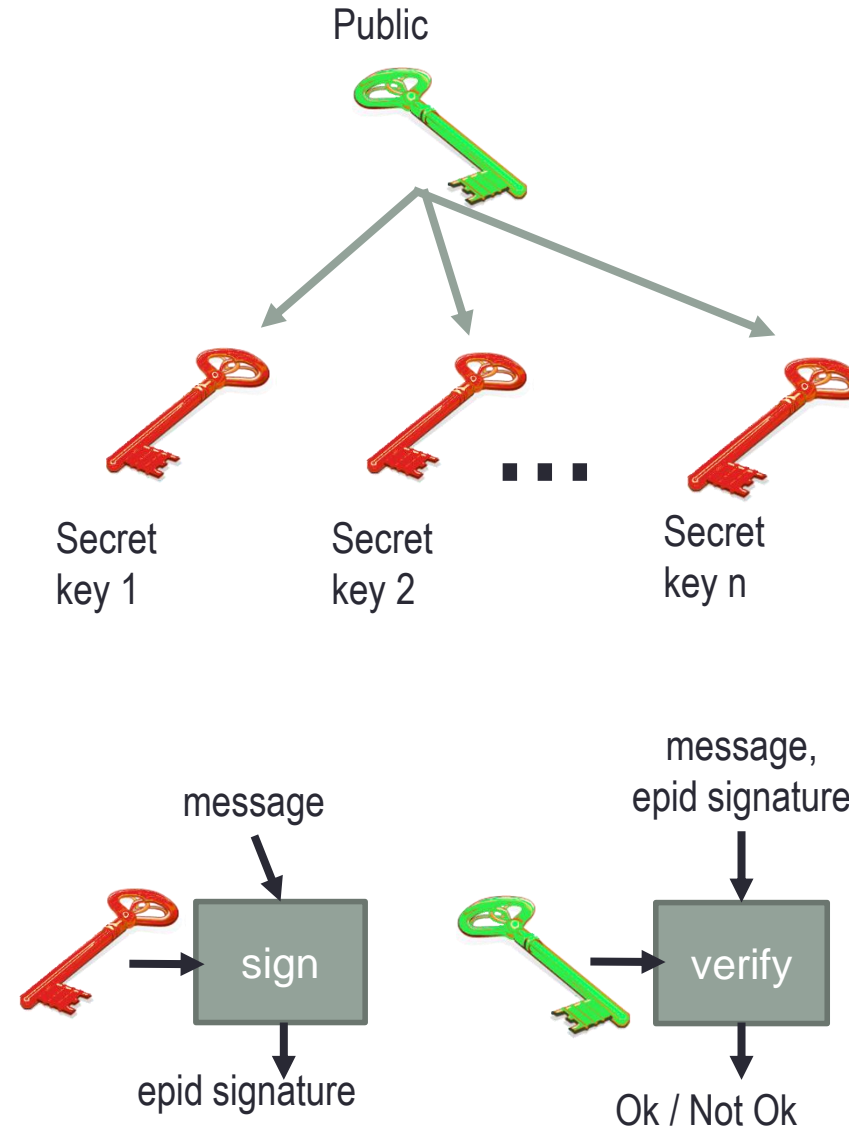 Public
Secret
key 1
Secret
key 2
...
Secret
key n
message
sign
epid signature
message,
epid signature
verify
Ok / Not Ok